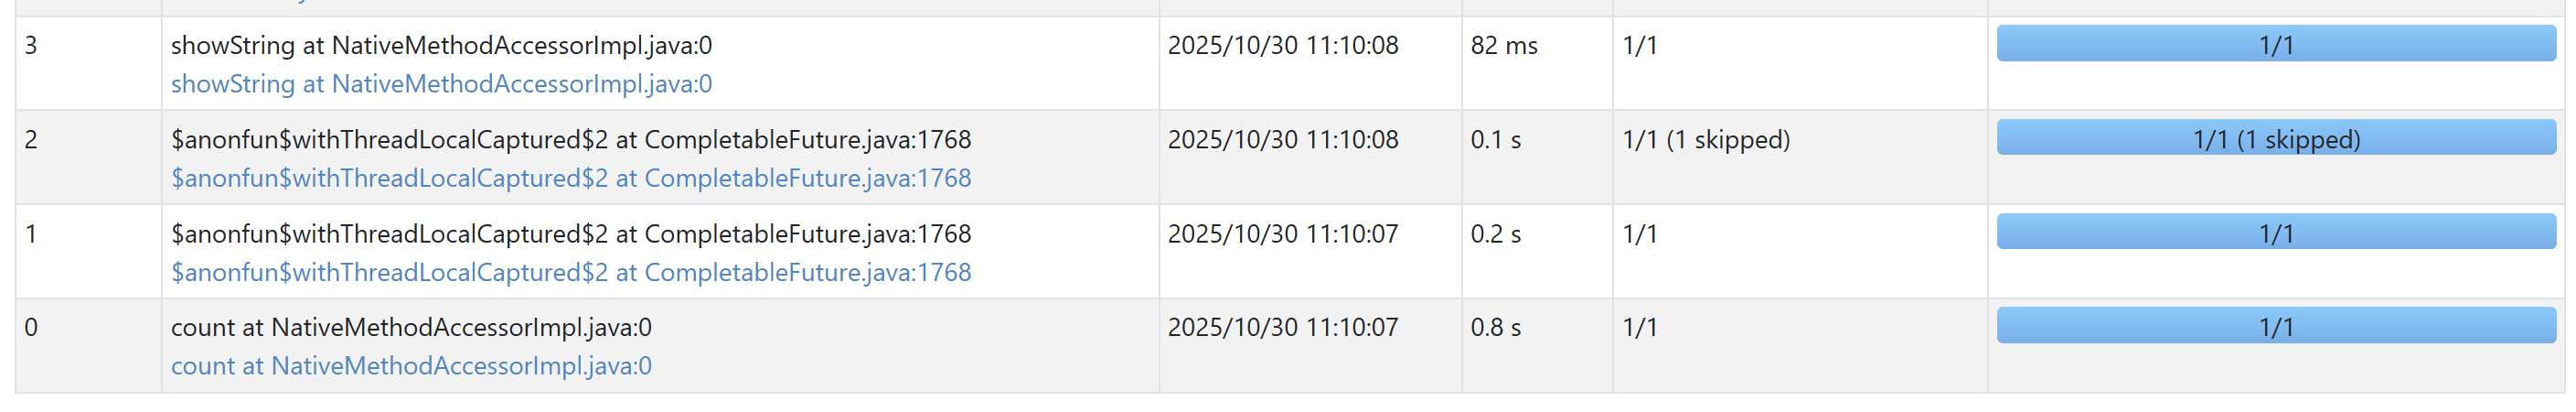 3 showString at NativeMethodAccessorImpl.java:0 2025/10/30 11:10:08 82 ms 1/1 1/1
showString at NativeMethodAccessorImpl.java:0
2 $anonfun$withThreadLocalCaptured$2 at CompletableFuture.java:1768 2025/10/30 11:10:08 0.1 s 1/1 (1 skipped) 1/1 (1 skipped)
$anonfun$withThreadLocalCaptured$2 at CompletableFuture.java:1768
1 $anonfun$withThreadLocalCaptured$2 at CompletableFuture.java:1768 2025/10/30 11:10:07 0.2 s 1/1 1/1
$anonfun$withThreadLocalCaptured$2 at CompletableFuture.java:1768
0 count at NativeMethodAccessorImpl.java:0 2025/10/30 11:10:07 0.8 s 1/1 1/1
count at NativeMethodAccessorImpl.java:0